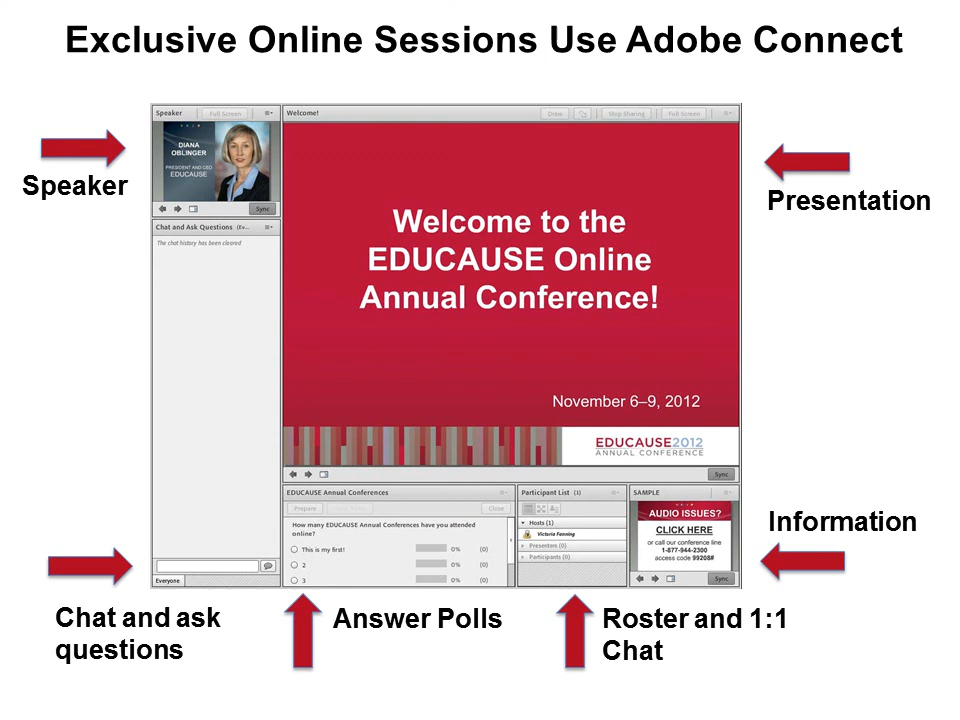 Exclusive Online Sessions Use Adobe Connect
Speaker
Full Screen
Welcome!
Draw
Stop Sharing
Full Screen
DIANA
OBLINGER
PRESIDENT AND CEO
EDUCAUSE
Sync
Speaker
Presentation
Chat and Ask Questions (Ev...
The chat history has been cleared
Welcome to the
EDUCAUSE Online
Annual Conference!
November 6–9, 2012
EDUCAUSE2012
ANNUAL CONFERENCE
Sync
EDUCAUSE Annual Conferences
Prepare
Close
How many EDUCAUSE Annual Conferences have you attended
online?
This is my first! 0% (0)
2 0% (0)
3 0% (0)
Participant List (1)
Hosts (1)
Victoria Fanning
Presenters (0)
Participants (0)
SAMPLE
AUDIO ISSUES?
CLICK HERE
or call our conference line
1-877-944-2300
access code 99208#
Sync
Everyone
Information
Chat and ask
questions
Answer Polls
Roster and 1:1
Chat